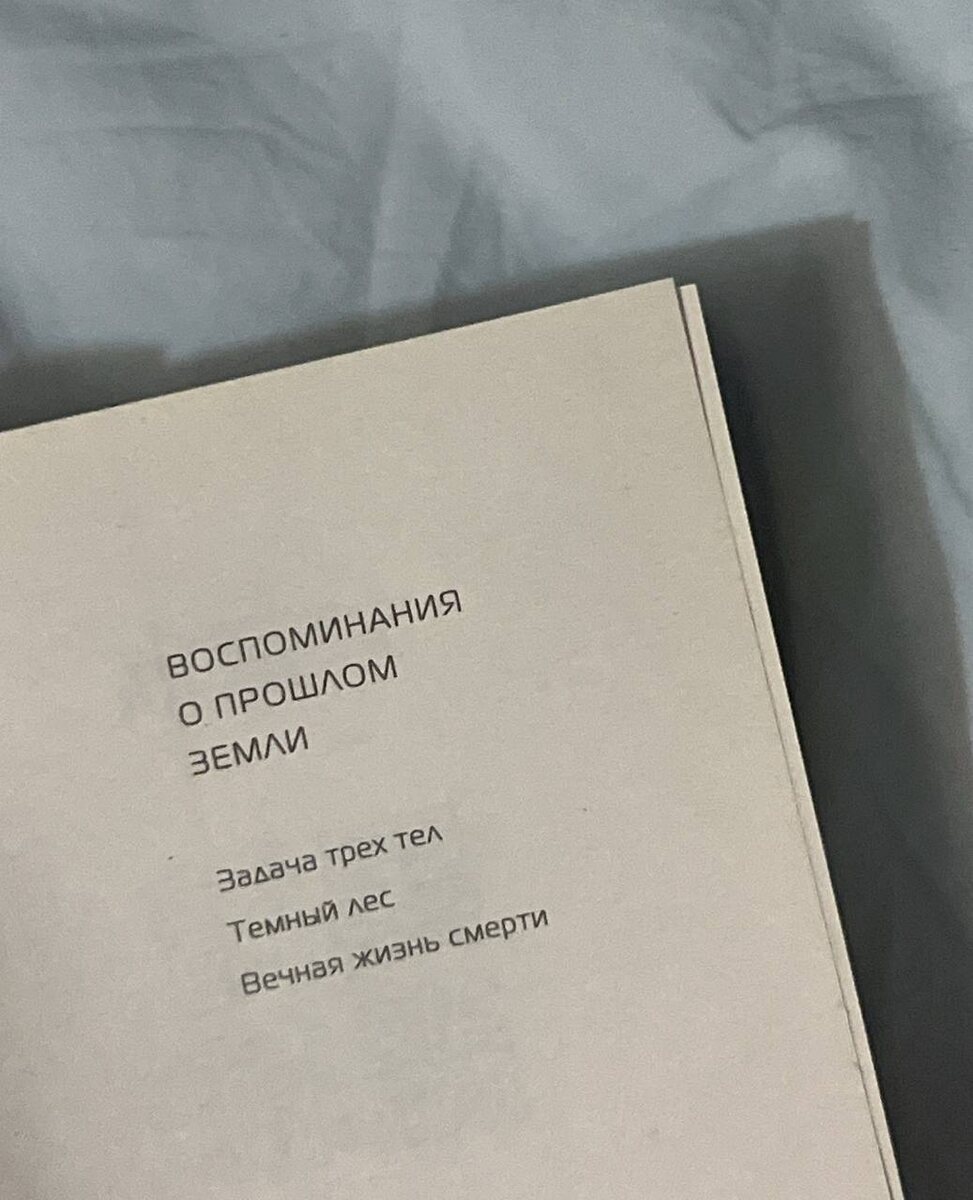 ВОСПОМИНАНИЯ
О ПРОШЛОМ
ЗЕМЛИ
Задача трех тел
Темный лес
Вечная жизнь смерти